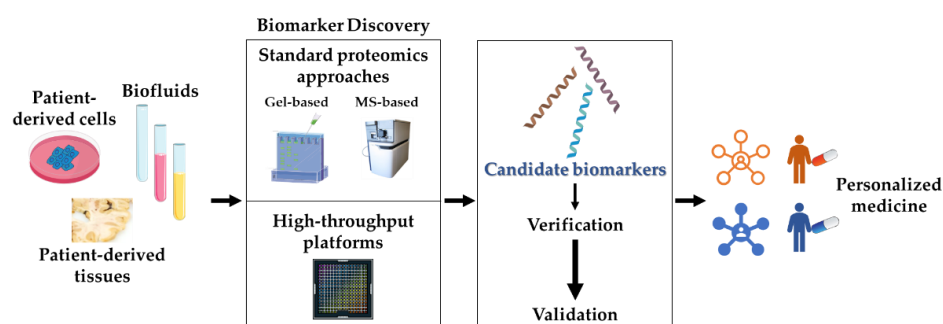 Patient-
derived cells
Biofluids
Patient-derived
tissues
Biomarker Discovery
Standard proteomics
approaches
Gel-based
MS-based
High-throughput
platforms
Candidate biomarkers
Verification
Validation
Personalized
medicine